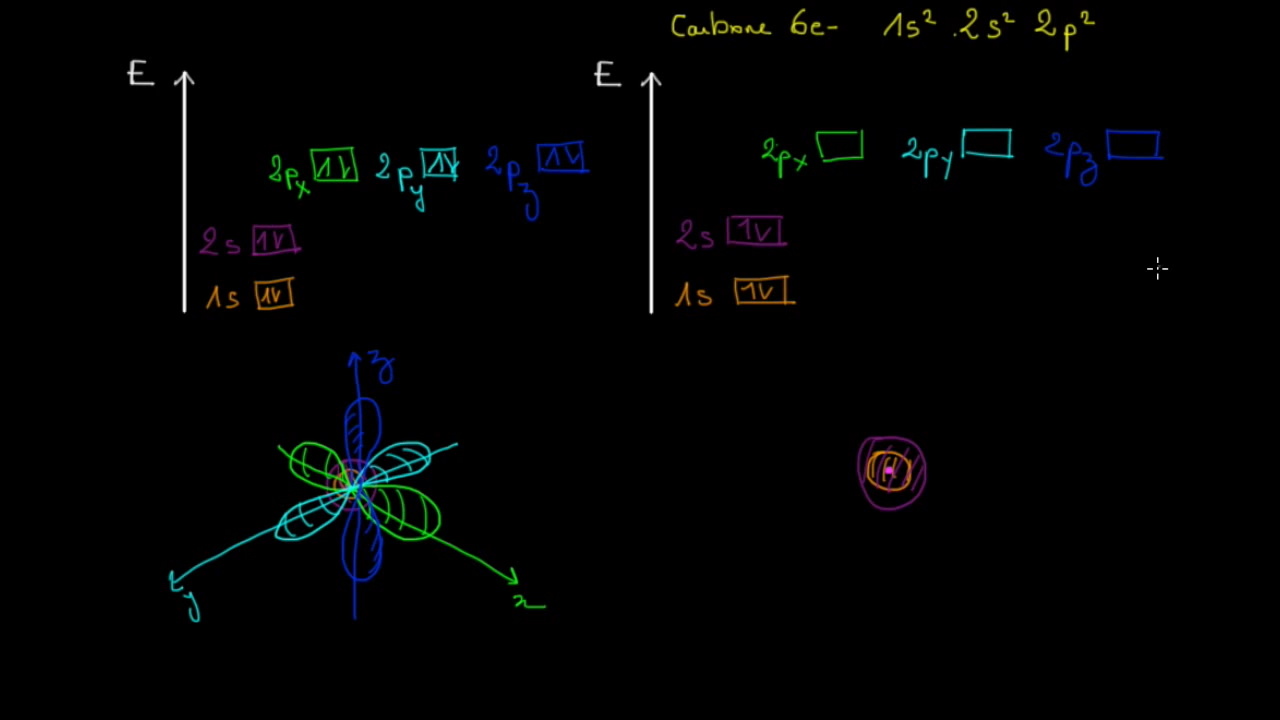 Carbone 6e- 1s² 2s² 2p²
E
2px 2py 2pz
2s
1s
E
2px 2py 2pz
2s
1s
z
y
x